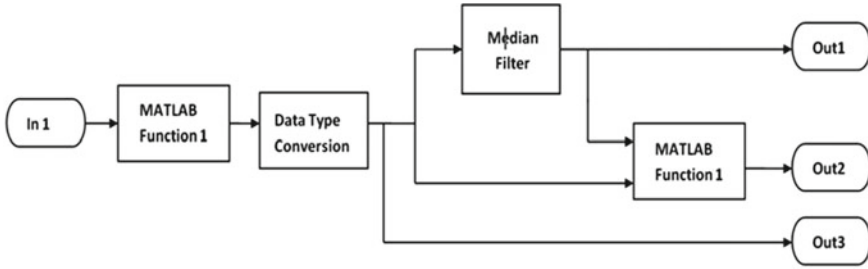 In 1
MATLAB
Function 1
Data Type
Conversion
Median
Filter
MATLAB
Function 1
Out1
Out2
Out3